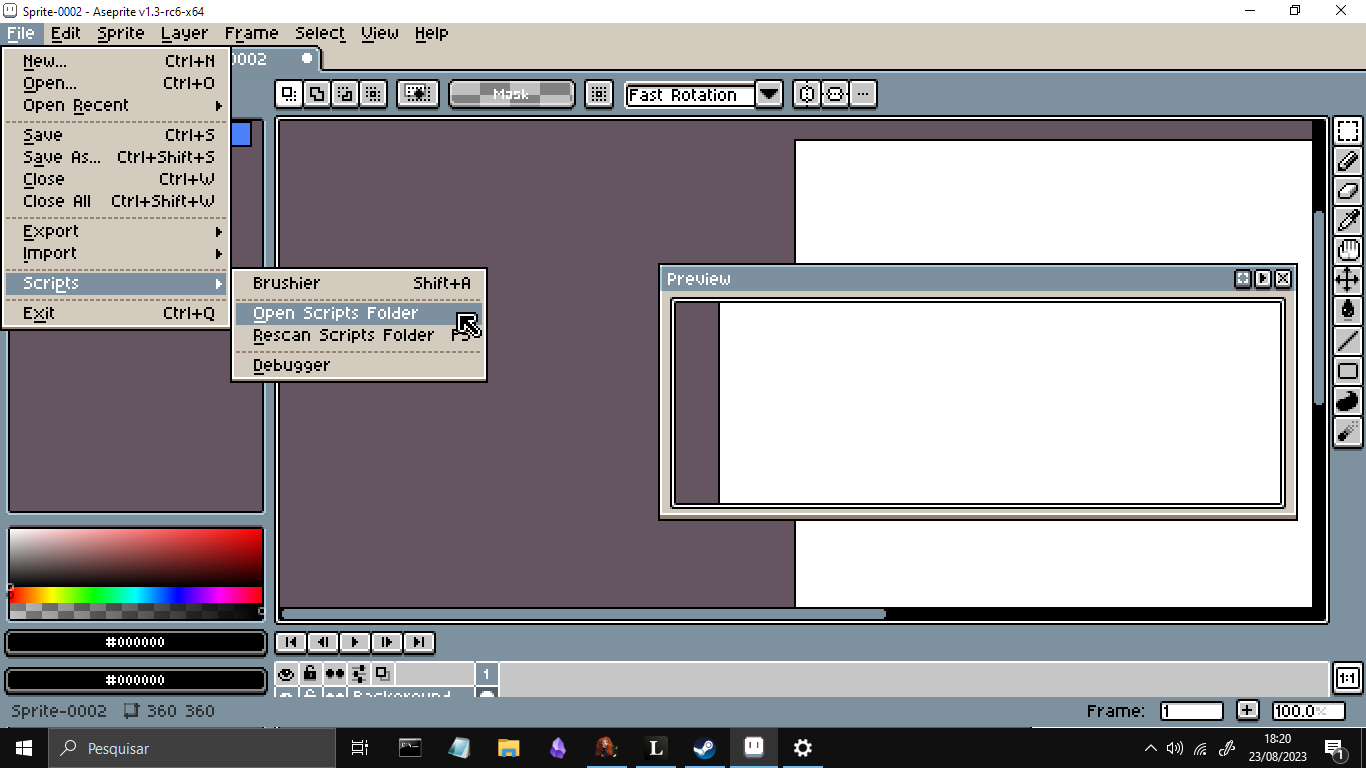 Sprite-0002 - Aseprite v1.3-rc6-x64
File Edit Sprite Layer Frame Select View Help
0002
New... Ctrl+N
Open... Ctrl+O
Open Recent
Save Ctrl+S
Save As... Ctrl+Shift+S
Close Ctrl+W
Close All Ctrl+Shift+W
Export
Import
Scripts
Exit Ctrl+Q
Brushier Shift+A
Open Scripts Folder
Rescan Scripts Folder F5
Debugger
Mask
Fast Rotation
Preview
#000000
#000000
1
Background
1:1
Sprite-0002 360 360
Frame: 1
100.0%
Pesquisar
L
18:20
23/08/2023
1